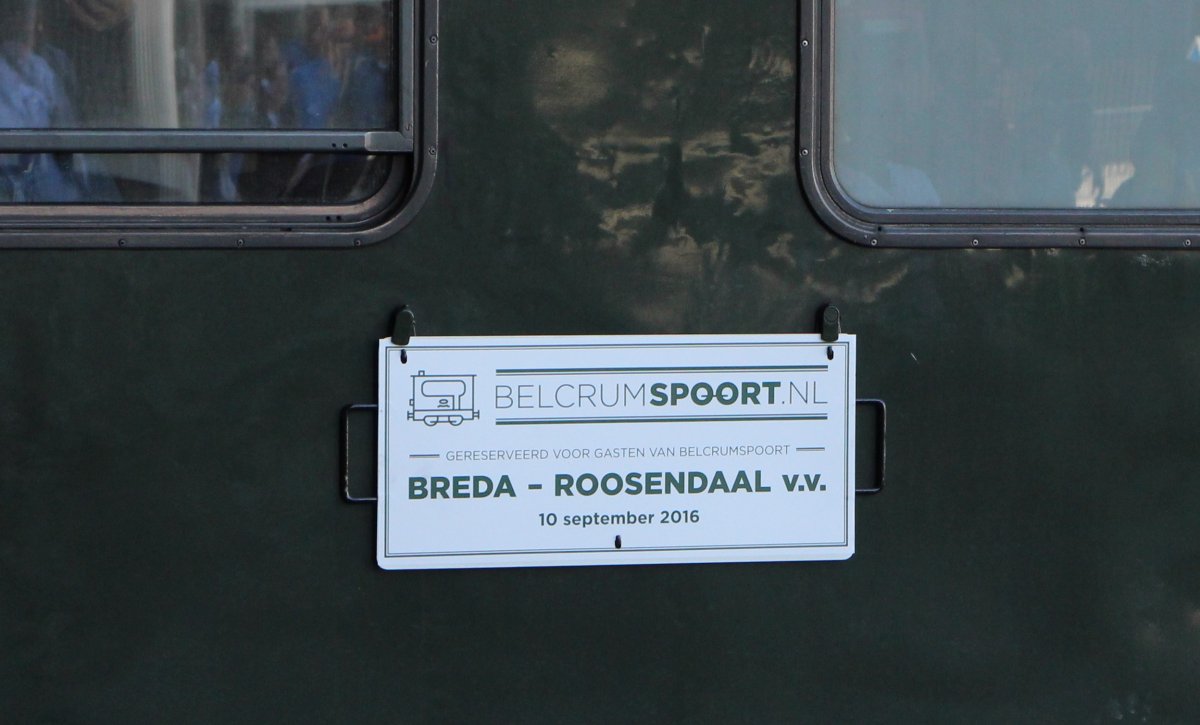 BELCRUMSPOORT.NL
GERESERVEERD VOOR GASTEN VAN BELCRUMSPOORT
BREDA – ROOSENDAAL v.v.
10 september 2016